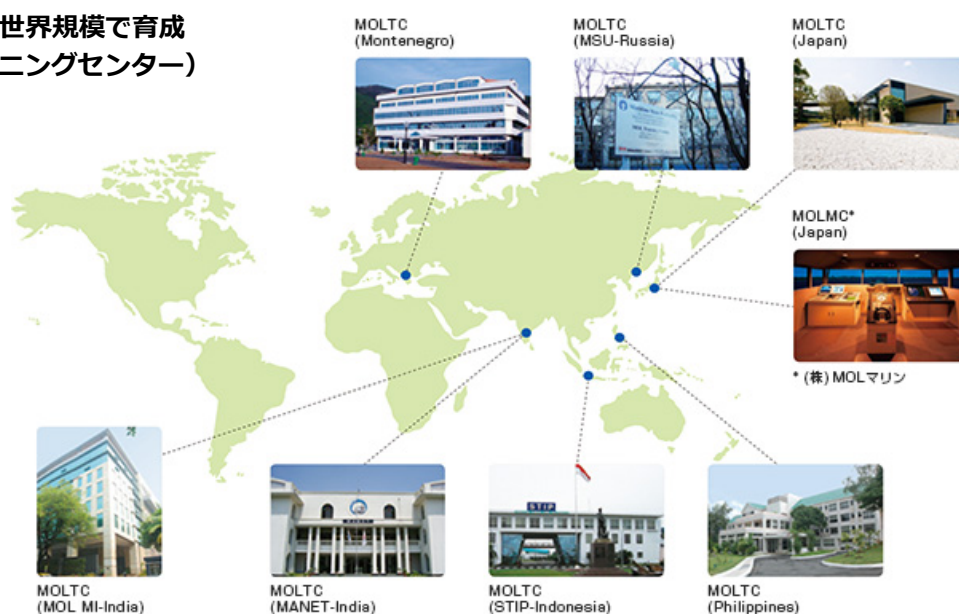 世界規模で育成
ニングセンター）
MOLTC
(Montenegro)
MOLTC
(MSU-Russia)
MOLTC
(Japan)
MOLMC*
(Japan)
* (株) MOLマリン
STIP
MANET
MOLTC
(MOL MI-India)
MOLTC
(MANET-India)
MOLTC
(STIP-Indonesia)
MOLTC
(Philippines)